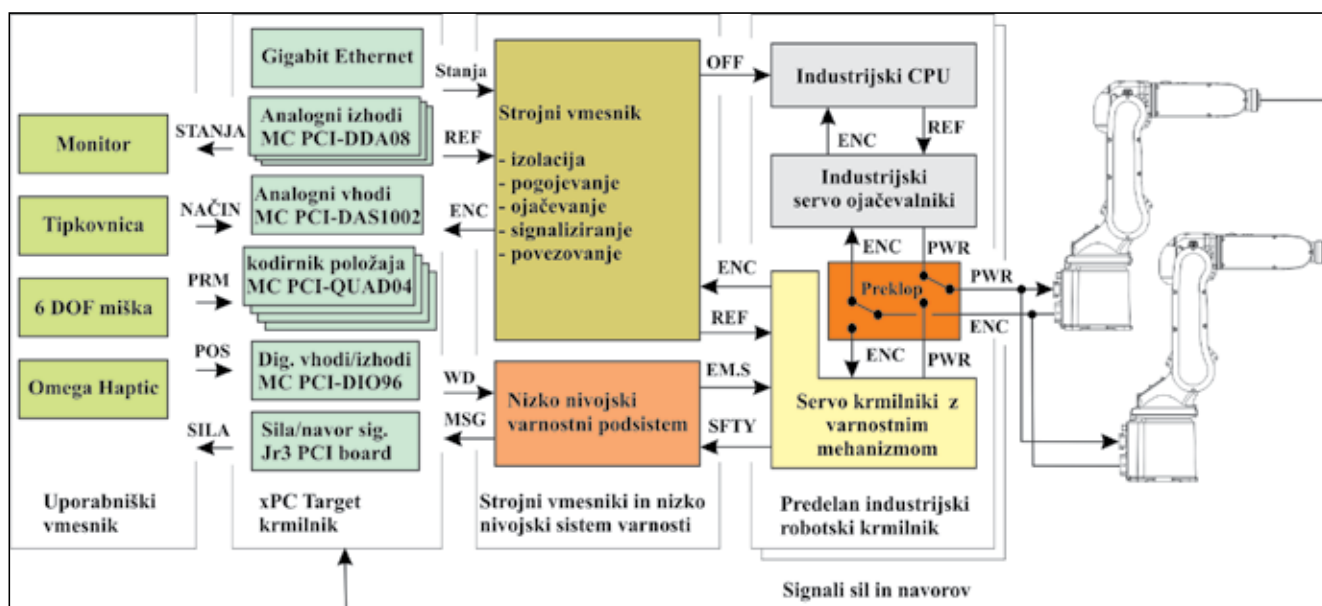 Monitor
Tipkovnica
6 DOF miška
Omega Haptic
Uporabniški
vmesnik
STANJA
NAČIN
PRM
POS
SILA
Gigabit Ethernet
Analogni izhodi
MC PCI-DDA08
Analogni vhodi
MC PCI-DAS1002
kodirnik položaja
MC PCI-QUAD04
Dig. vhodi/izhodi
MC PCI-DIO96
Sila/navor sig.
Jr3 PCI board
xPC Target
krmilnik
Stanja
REF
ENC
WD
MSG
Strojni vmesnik
- izolacija
- pogojevanje
- ojačevanje
- signaliziranje
- povezovanje
Nizko nivojski
varnostni podsistem
Strojni vmesniki in nizko
nivojski sistem varnosti
OFF
ENC
REF
EM.S
SFTY
Industrijski CPU
ENC
REF
Industrijski
servo ojačevalniki
ENC
PWR
Preklop
PWR
ENC
ENC
PWR
Servo krmilniki z
varnostnim
mehanizmom
Predelan industrijski
robotski krmilnik
Signali sil in navorov